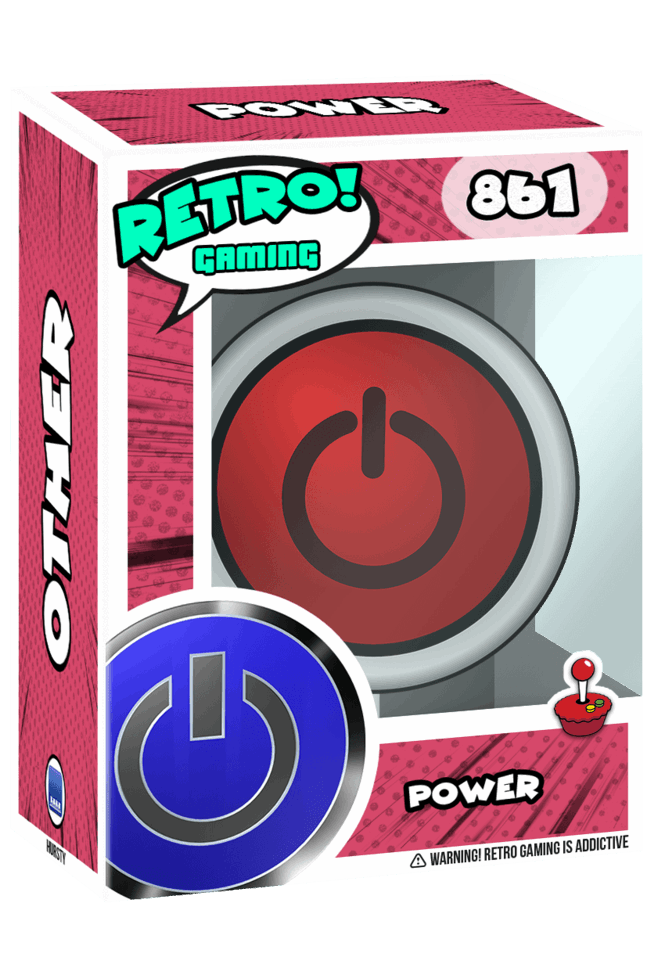 POWER
RETRO!
GAMING
861
OTHER
POWER
⚠ WARNING! RETRO GAMING IS ADDICTIVE
HURSTY